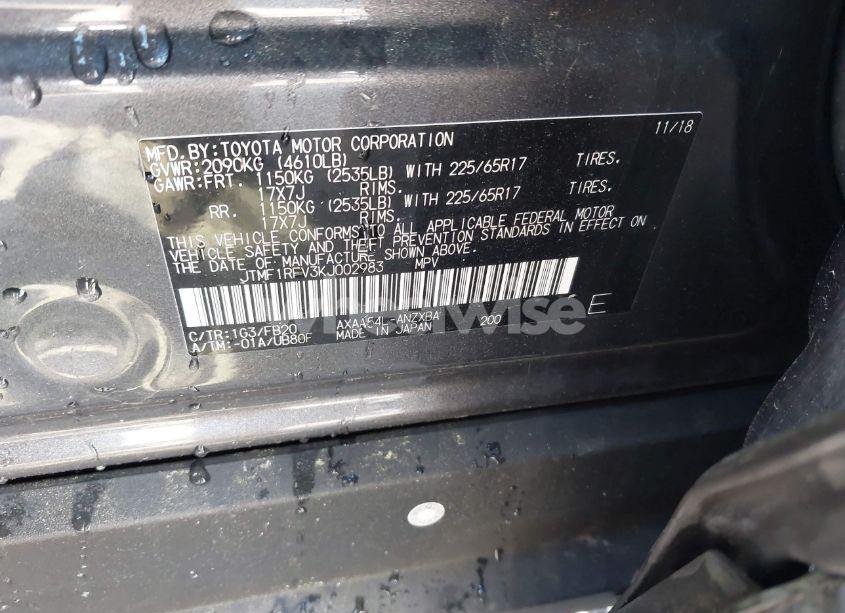 MFD.BY:TOYOTA MOTOR CORPORATION 11/18
GVWR:2090KG (4610LB)
GAWR:FRT. 1150KG (2535LB) WITH 225/65R17 TIRES.
17X7J RIMS.
RR. 1150KG (2535LB) WITH 225/65R17 TIRES.
17X7J RIMS.
THIS VEHICLE CONFORMS TO ALL APPLICABLE FEDERAL MOTOR
VEHICLE SAFETY AND THEFT PREVENTION STANDARDS IN EFFECT ON
THE DATE OF MANUFACTURE SHOWN ABOVE.
JTMF1RFV3KJ002983 MPV
C/TR:1G3/FB20 AXAA54L-ANZXBA 200 E
A/TM:-01A/UB80F MADE IN JAPAN